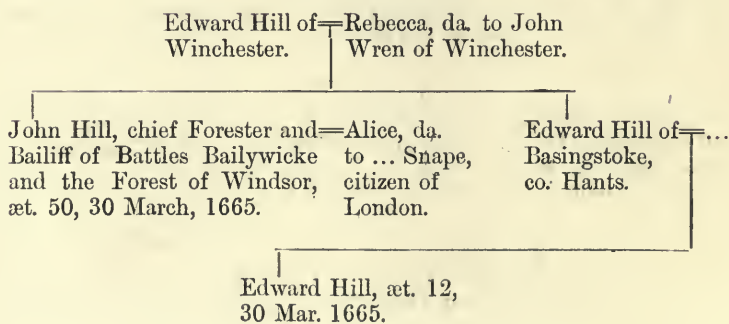 Edward Hill of=Rebecca, da. to John
Winchester. Wren of Winchester.
John Hill, chief Forester and=Alice, da. Edward Hill of=...
Bailiff of Battles Bailywicke to ... Snape, Basingstoke,
and the Forest of Windsor, citizen of co. Hants.
æt. 50, 30 March, 1665. London.
Edward Hill, æt. 12,
30 Mar. 1665.